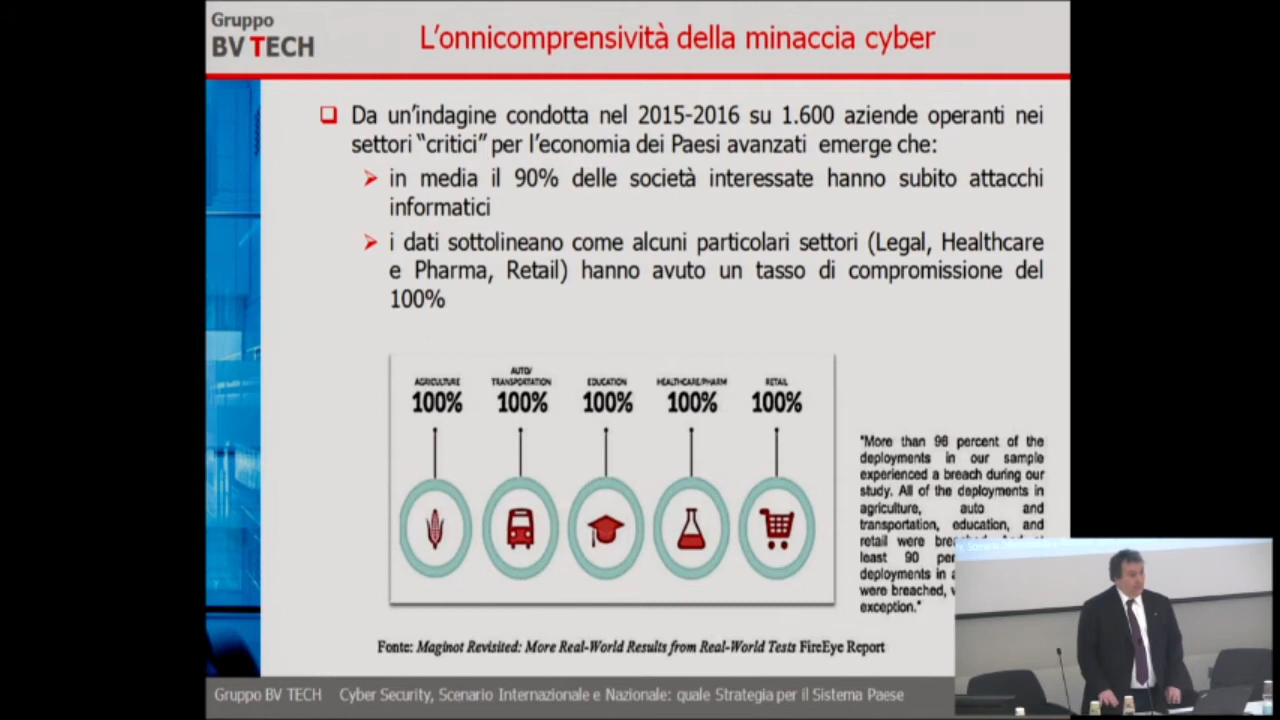 Gruppo
BV TECH
L'onnicomprensività della minaccia cyber
Da un'indagine condotta nel 2015-2016 su 1.600 aziende operanti nei
settori "critici" per l'economia dei Paesi avanzati emerge che:
in media il 90% delle società interessate hanno subito attacchi
informatici
i dati sottolineano come alcuni particolari settori (Legal, Healthcare
e Pharma, Retail) hanno avuto un tasso di compromissione del
100%
AGRICULTURE
100%
AUTO/
TRANSPORTATION
100%
EDUCATION
100%
HEALTHCARE/PHARM
100%
RETAIL
100%
"More than 96 percent of the
deployments in our sample
experienced a breach during our
study. All of the deployments in
agriculture, auto and
transportation, education, and
retail were
least 90
deployments in
were breached,
exception."
Fonte: Maginot Revisited: More Real-World Results from Real-World Tests FireEye Report
Gruppo BV TECH Cyber Security, Scenario Internazionale e Nazionale: quale Strategia per il Sistema Paese